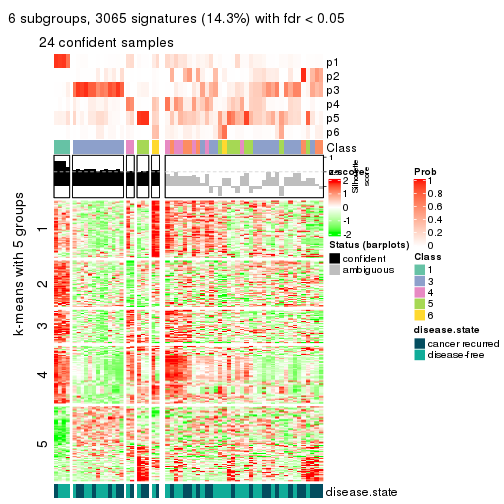 6 subgroups, 3065 signatures (14.3%) with fdr < 0.05
24 confident samples
p1
p2
p3
p4
p5
p6
Class
1
Silhouette
score
k-means with 5 groups
1
2
3
4
5
disease.state
z-score
2
1
0
-1
-2
Status (barplots)
confident
ambiguous
Prob
1
0.8
0.6
0.4
0.2
0
Class
1
3
4
5
6
disease.state
cancer recurred
disease-free